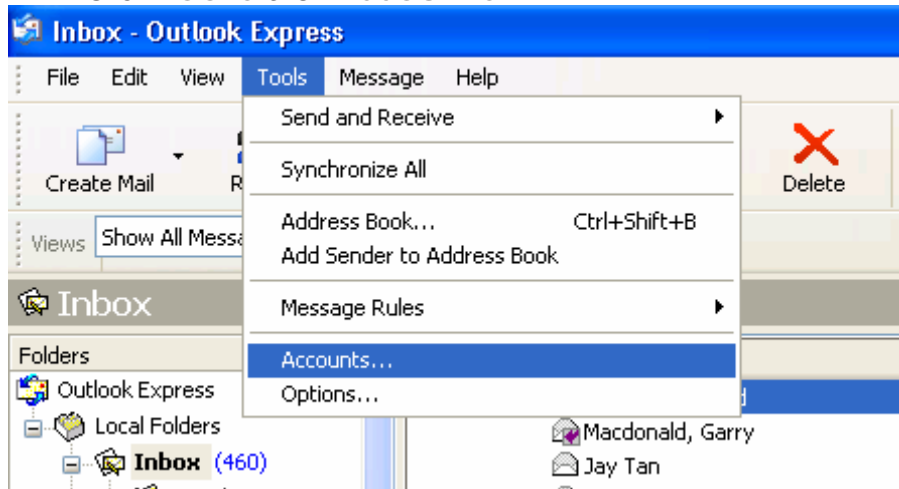 Inbox - Outlook Express
File Edit View Tools Message Help
Send and Receive
Create Mail
Synchronize All
Delete
Address Book... Ctrl+Shift+B
Views Show All
Add Sender to Address Book
Inbox
Message Rules
Folders
Accounts...
Outlook Express
Options...
Local Folders
Macdonald, Garry
Inbox (460)
Jay Tan